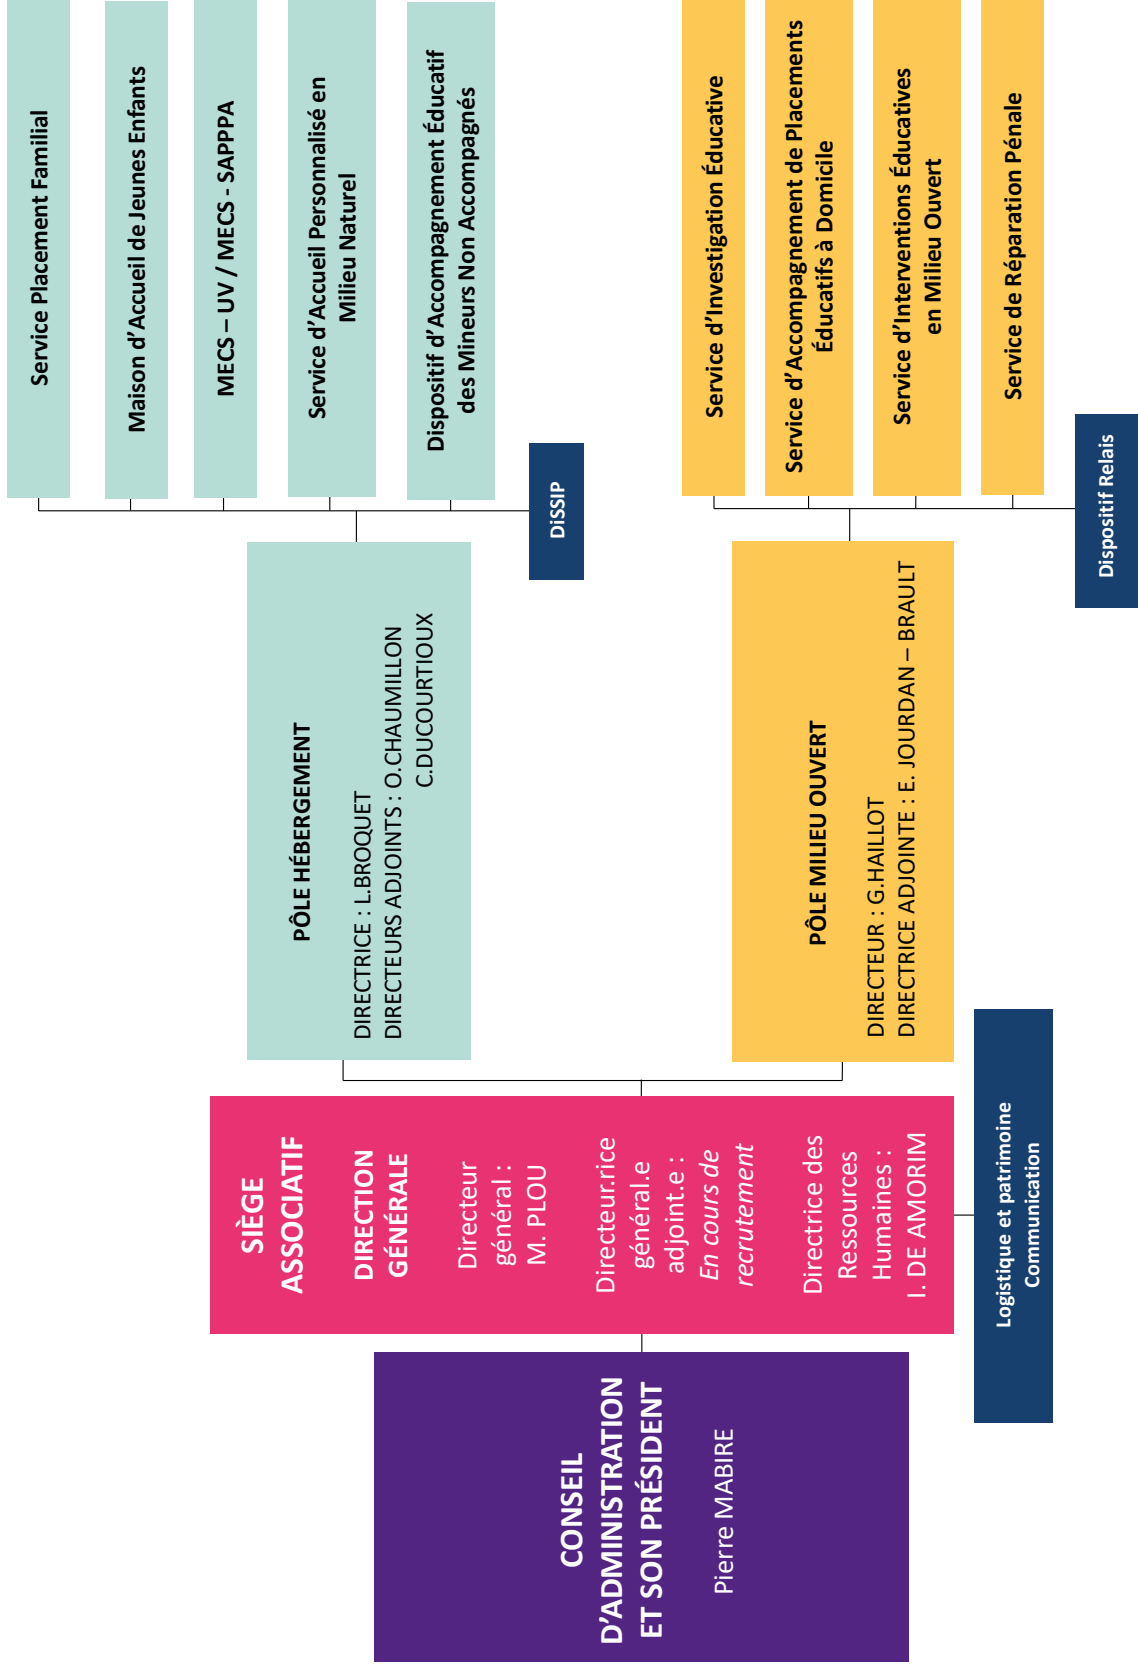 CONSEIL
D'ADMINISTRATION
ET SON PRÉSIDENT
Pierre MABIRE
SIÈGE
ASSOCIATIF
DIRECTION
GÉNÉRALE
Directeur
général :
M. PLOU
Directeur.rice
général.e
adjoint.e :
En cours de
recrutement
Directrice des
Ressources
Humaines :
I. DE AMORIM
Logistique et patrimoine
Communication
PÔLE HÉBERGEMENT
DIRECTRICE : L.BROQUET
DIRECTEURS ADJOINTS : O.CHAUMILLON
C.DUCOURTIOUX
Service Placement Familial
Maison d'Accueil de Jeunes Enfants
MECS – UV / MECS - SAPPPA
Service d'Accueil Personnalisé en
Milieu Naturel
Dispositif d'Accompagnement Éducatif
des Mineurs Non Accompagnés
DiSSIP
PÔLE MILIEU OUVERT
DIRECTEUR : G.HAILLOT
DIRECTRICE ADJOINTE : E. JOURDAN – BRAULT
Service d'Investigation Éducative
Service d'Accompagnement de Placements
Éducatifs à Domicile
Service d'Interventions Éducatives
en Milieu Ouvert
Service de Réparation Pénale
Dispositif Relais